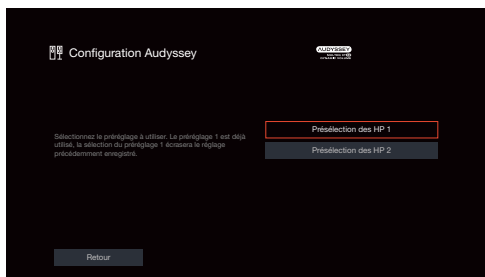 Configuration Audyssey
AUDYSSEY
Sélectionnez le préréglage à utiliser. Le préréglage 1 est déjà
utilisé, la sélection du préréglage 1 écrasera le réglage
précédemment enregistré.
Présélection des HP 1
Présélection des HP 2
Retour